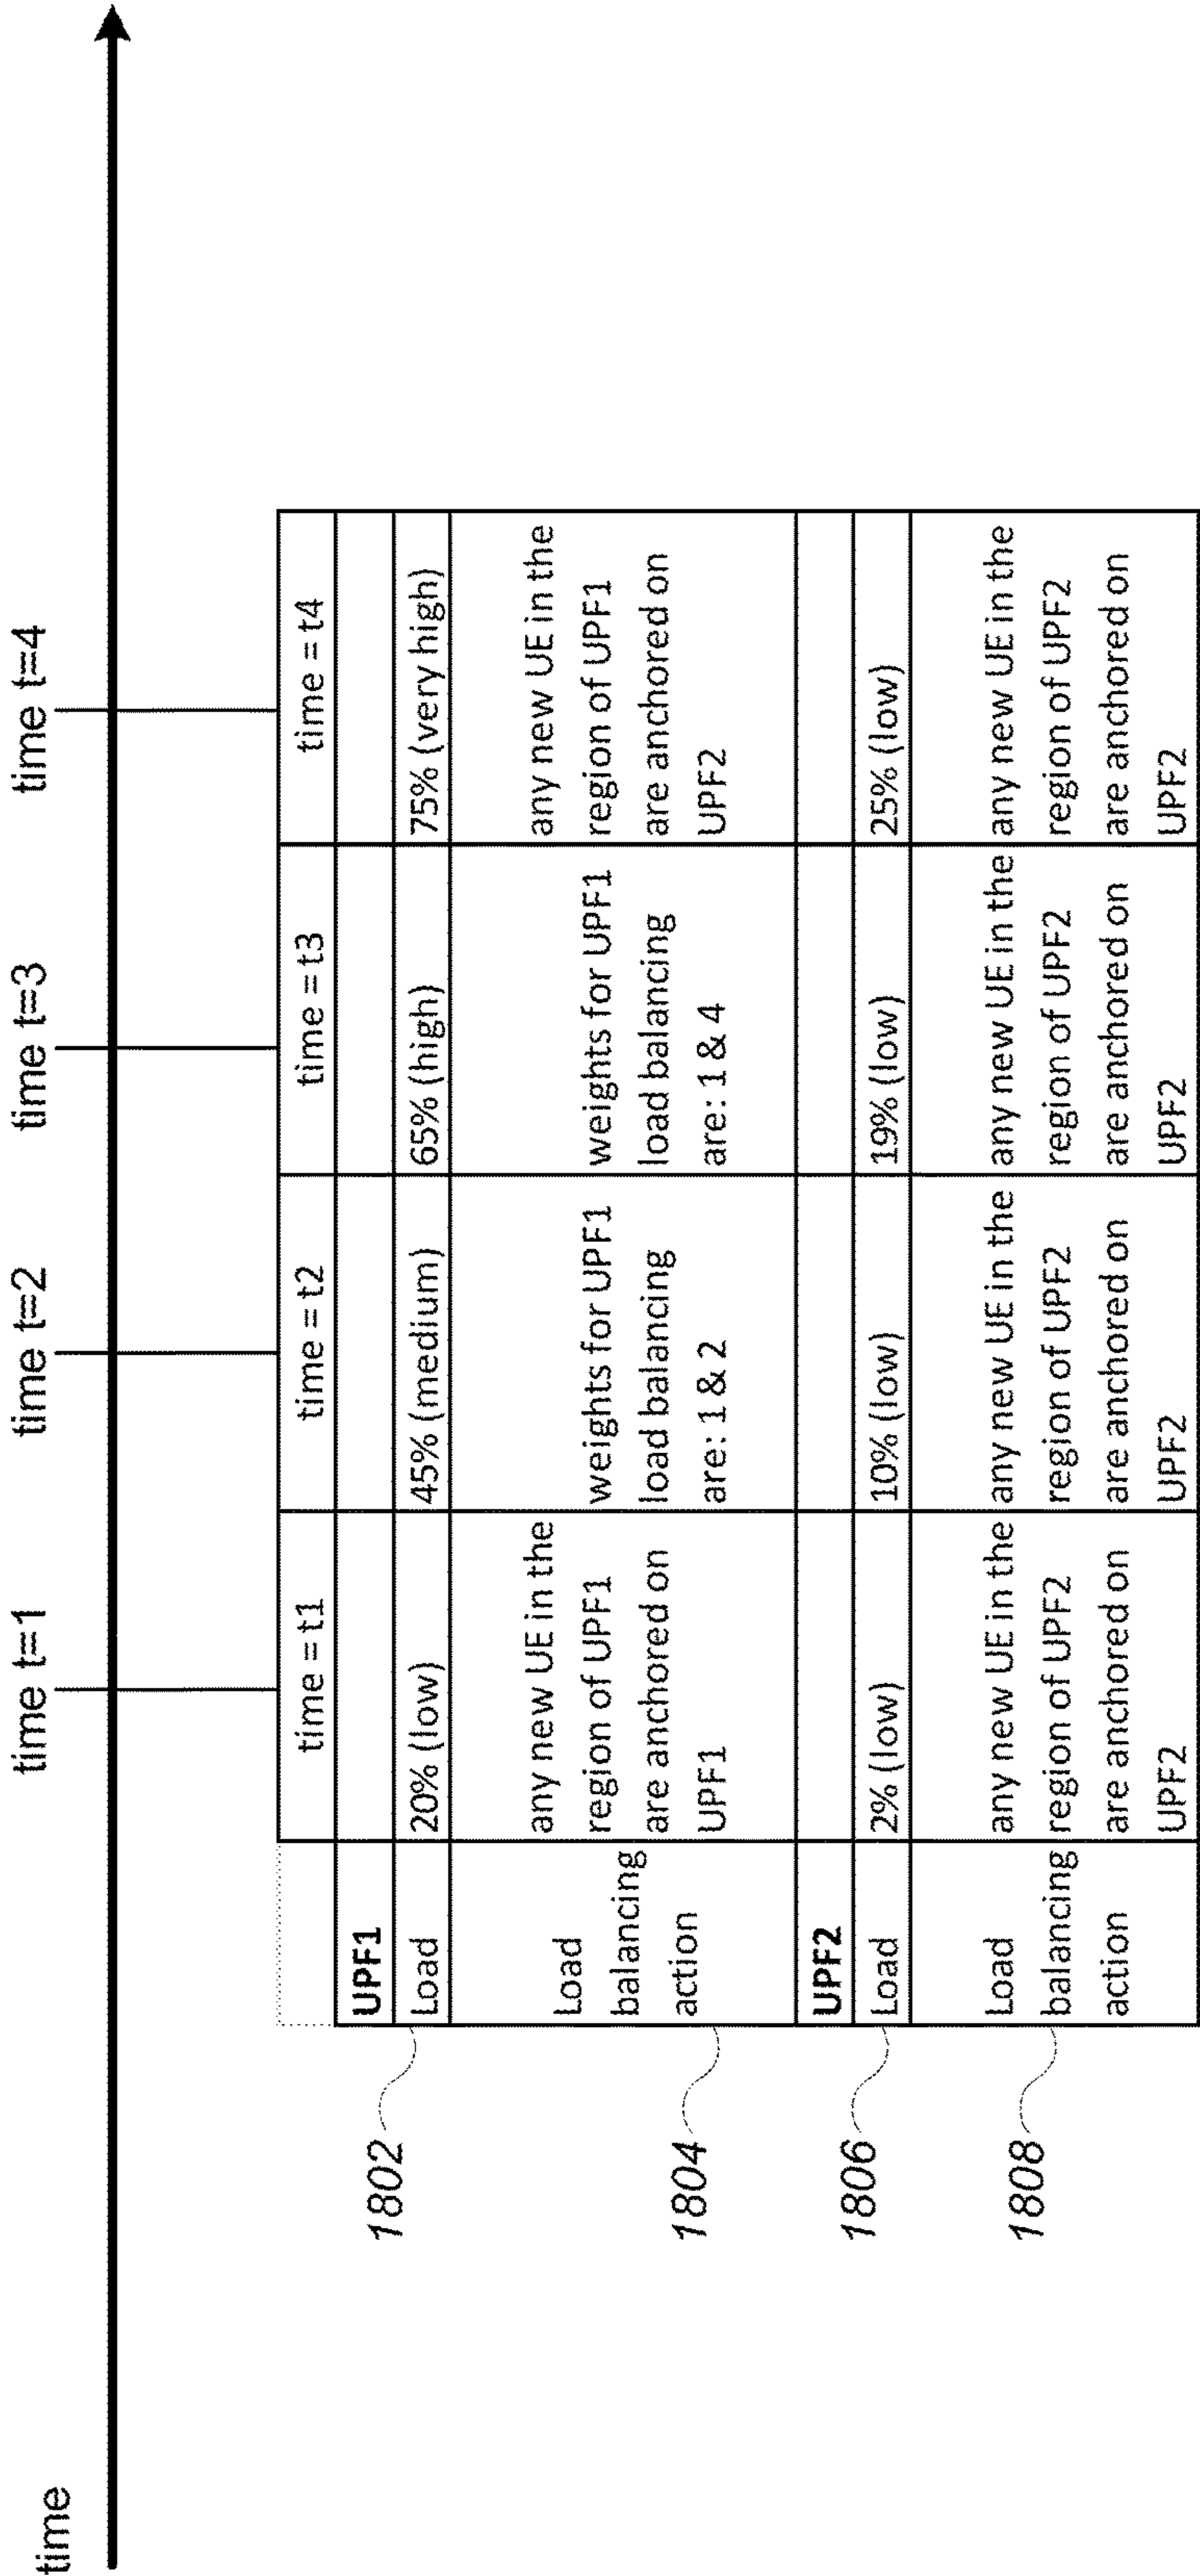 time
time t=1
time t=2
time t=3
time t=4
time = t1
time = t2
time = t3
time = t4
UPF1
1802
Load
20% (low)
45% (medium)
65% (high)
75% (very high)
1804
Load
balancing
action
any new UE in the
region of UPF1
are anchored on
UPF1
weights for UPF1
load balancing
are: 1 & 2
weights for UPF1
load balancing
are: 1 & 4
any new UE in the
region of UPF1
are anchored on
UPF2
UPF2
1806
Load
2% (low)
10% (low)
19% (low)
25% (low)
1808
Load
balancing
action
any new UE in the
region of UPF2
are anchored on
UPF2
any new UE in the
region of UPF2
are anchored on
UPF2
any new UE in the
region of UPF2
are anchored on
UPF2
any new UE in the
region of UPF2
are anchored on
UPF2